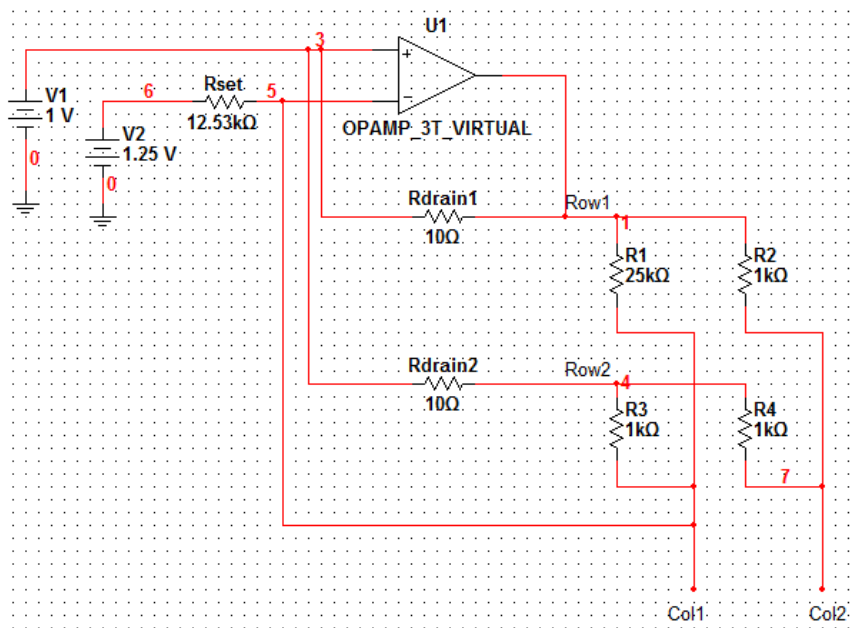 U1
3
+
V1
1 V
6
Rset
5
12.53kΩ
−
V2
1.25 V
OPAMP_3T_VIRTUAL
0
0
Rdrain1
10Ω
Row1
1
R1
25kΩ
R2
1kΩ
Rdrain2
10Ω
Row2
4
R3
1kΩ
R4
1kΩ
7
Col1
Col2